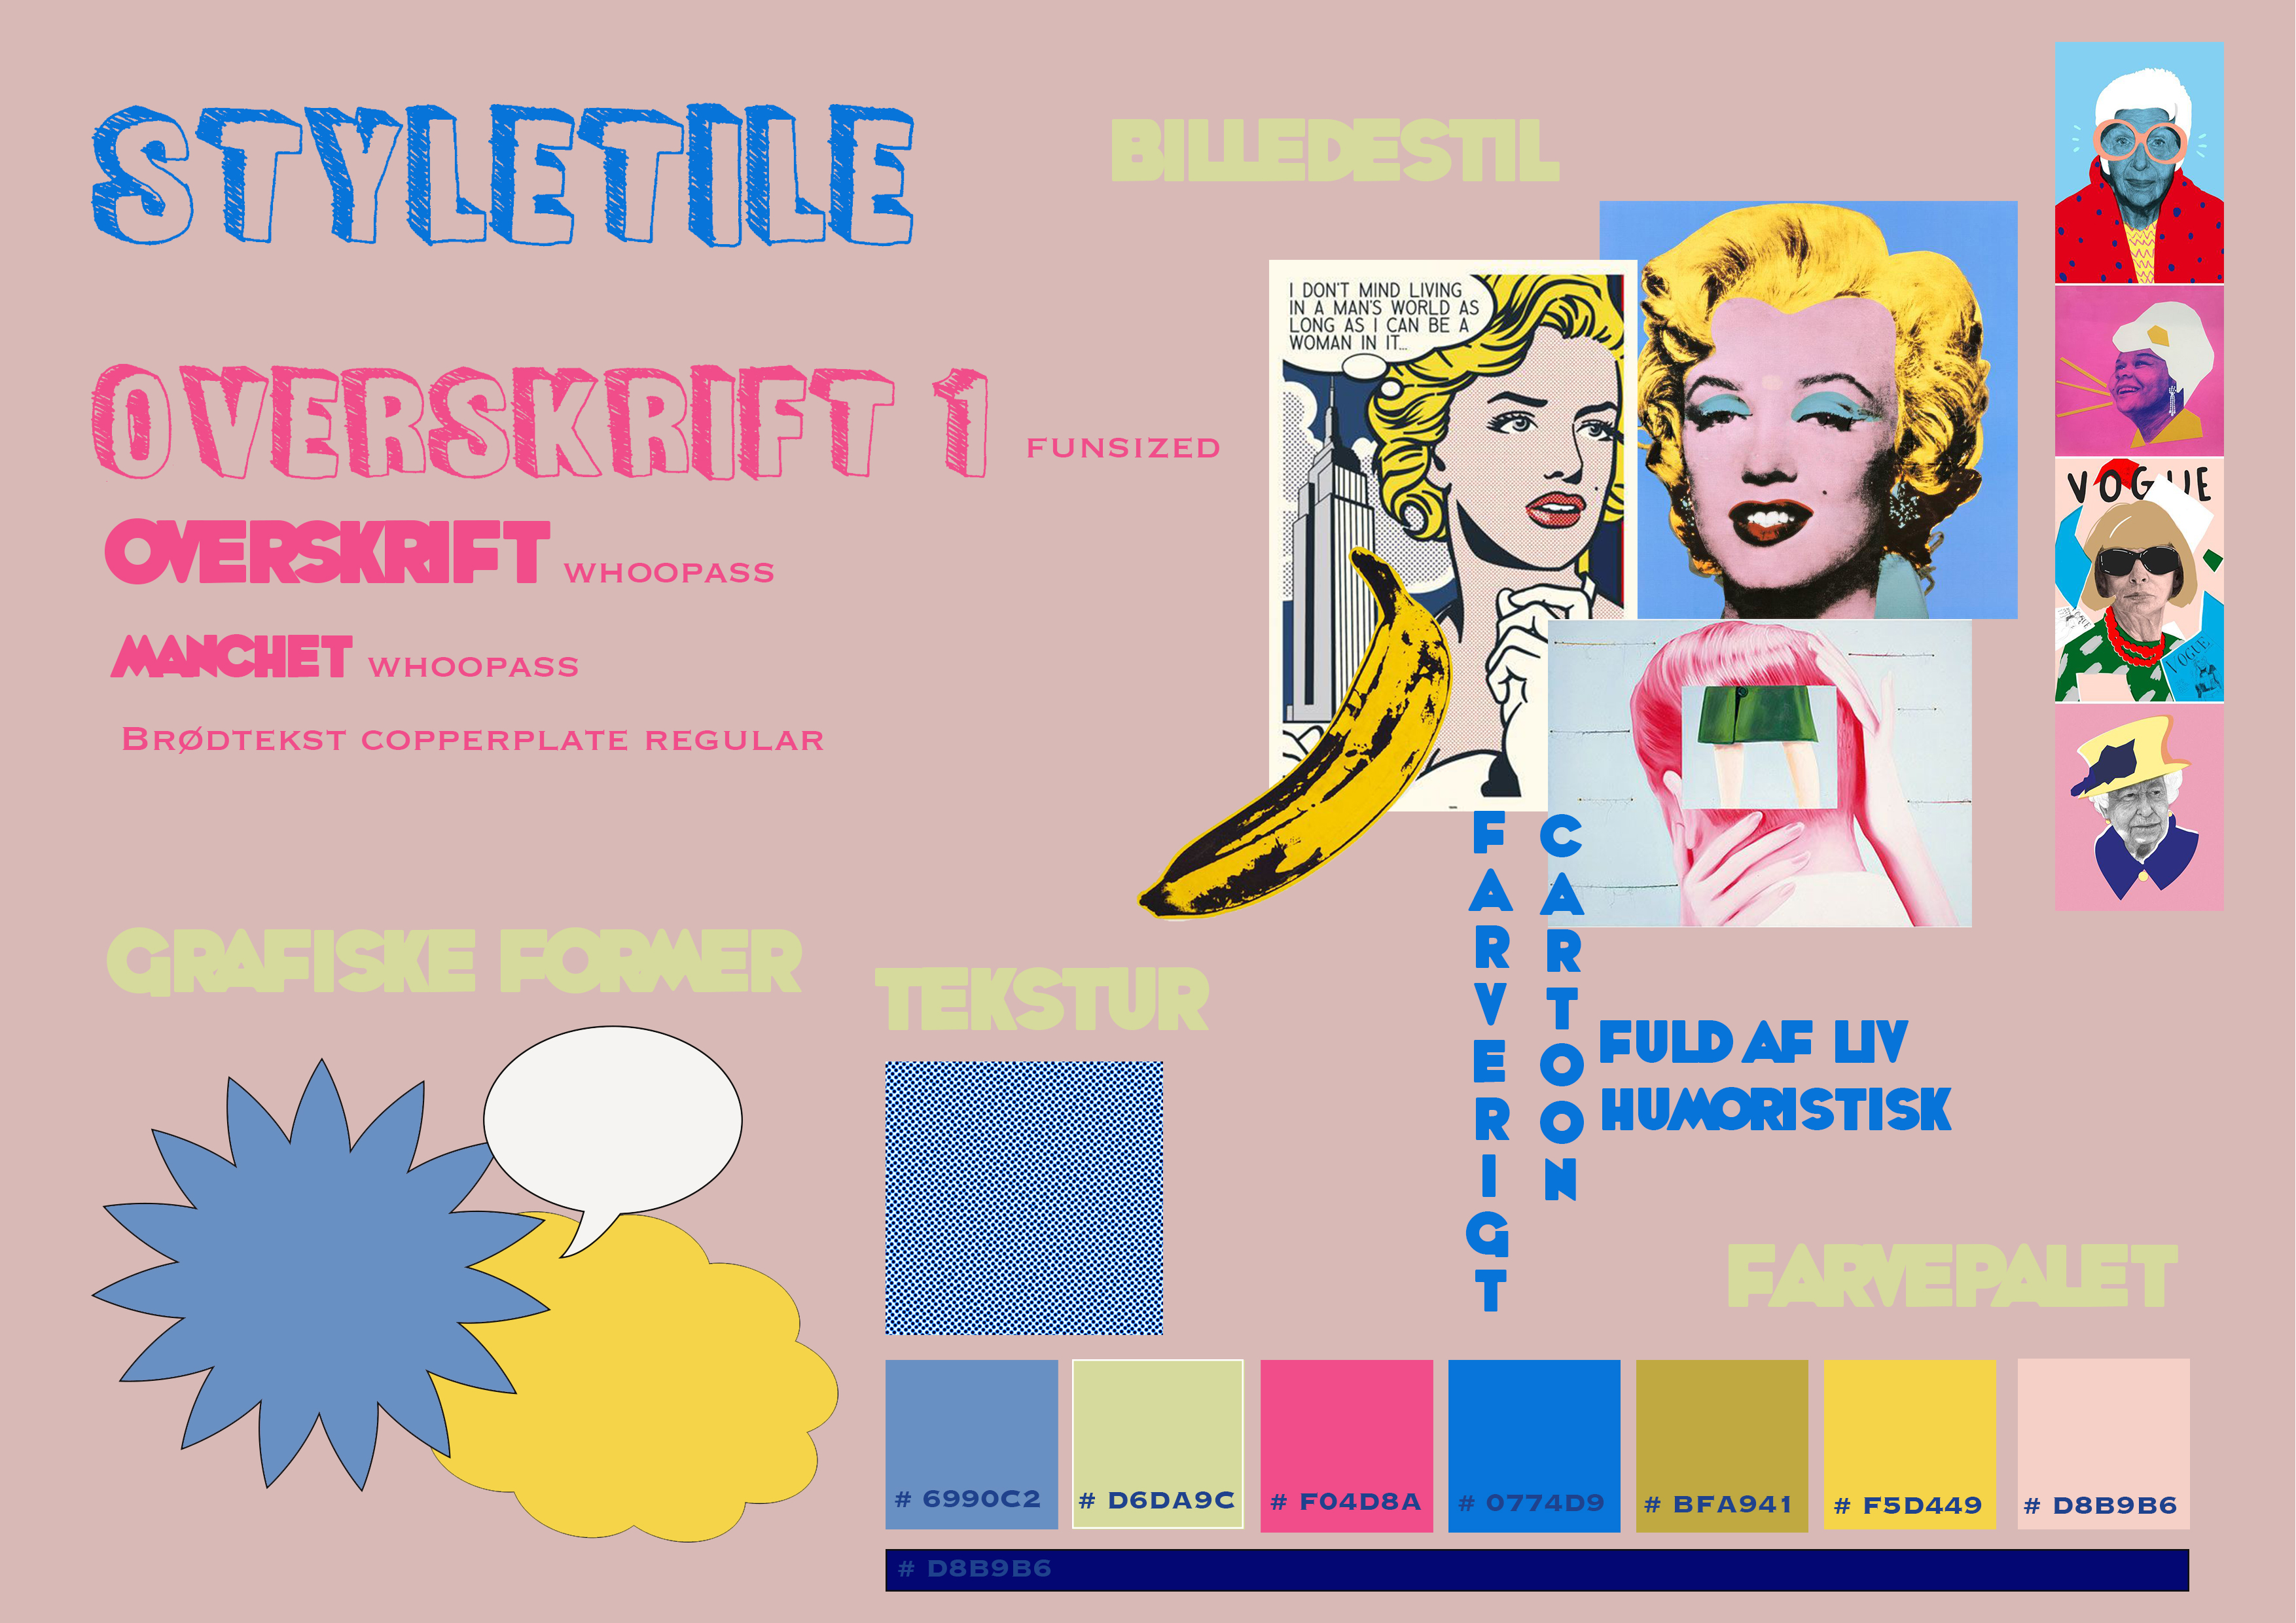 STYLETILE
OVERSKRIFT 1 FUNSIZED
OVERSKRIFT WHOOPASS
MANCHET WHOOPASS
BRØDTEKST COPPERPLATE REGULAR
BILLEDESTIL
I DON'T MIND LIVING
IN A MAN'S WORLD AS
LONG AS I CAN BE A
WOMAN IN IT...
VOGUE
VOGUE
FARVERIGT
CARTOON
FULD AF LIV
HUMORISTISK
GRAFISKE FORMER
TEKSTUR
FARVEPALET
# 6990C2
# D6DA9C
# F04D8A
# 0774D9
# BFA941
# F5D449
# D8B9B6
# D8B9B6